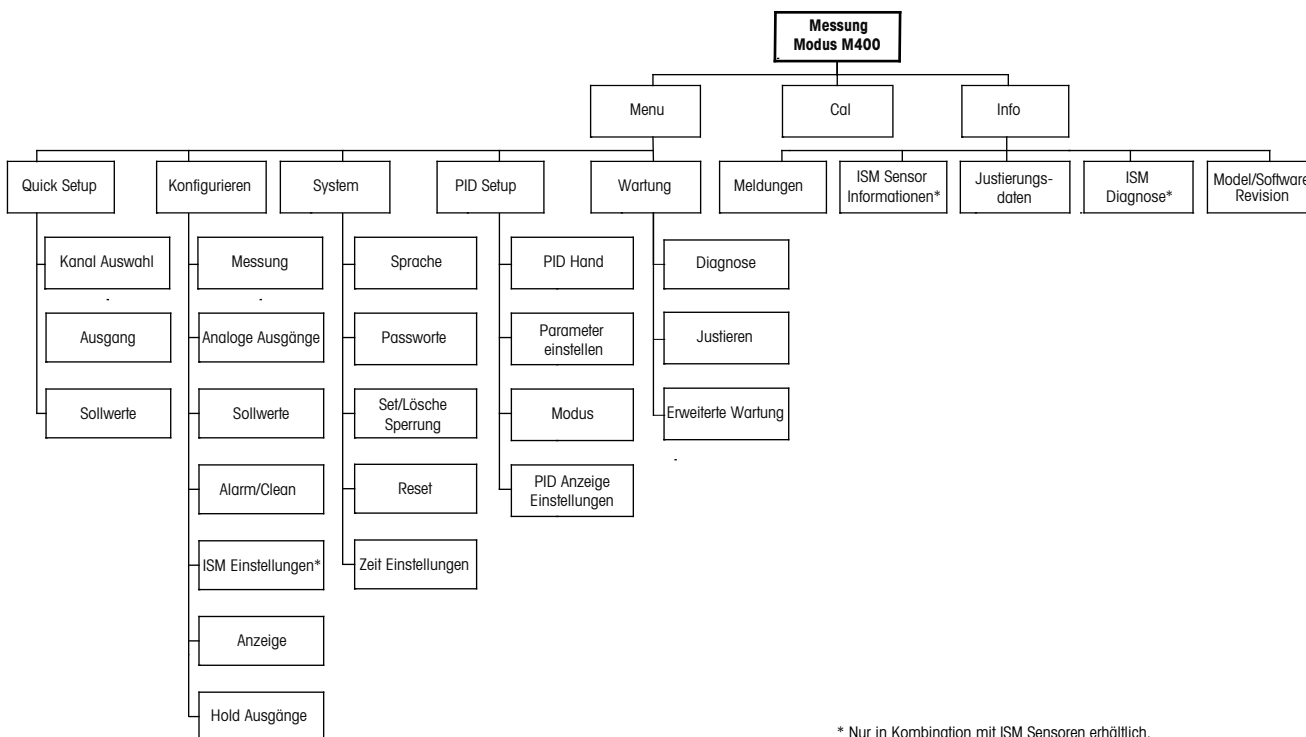 Messung
Modus M400
Menu
Cal
Info
Quick Setup
Konfigurieren
System
PID Setup
Wartung
Meldungen
ISM Sensor
Informationen*
Justierungs-
daten
ISM
Diagnose*
Model/Software
Revision
Kanal Auswahl
Messung
Sprache
PID Hand
Diagnose
Ausgang
Analoge Ausgänge
Passworte
Parameter
einstellen
Justieren
Sollwerte
Sollwerte
Set/Lösche
Sperrung
Modus
Erweiterte Wartung
Alarm/Clean
Reset
PID Anzeige
Einstellungen
ISM Einstellungen*
Zeit Einstellungen
Anzeige
Hold Ausgänge
* Nur in Kombination mit ISM Sensoren erhältlich.